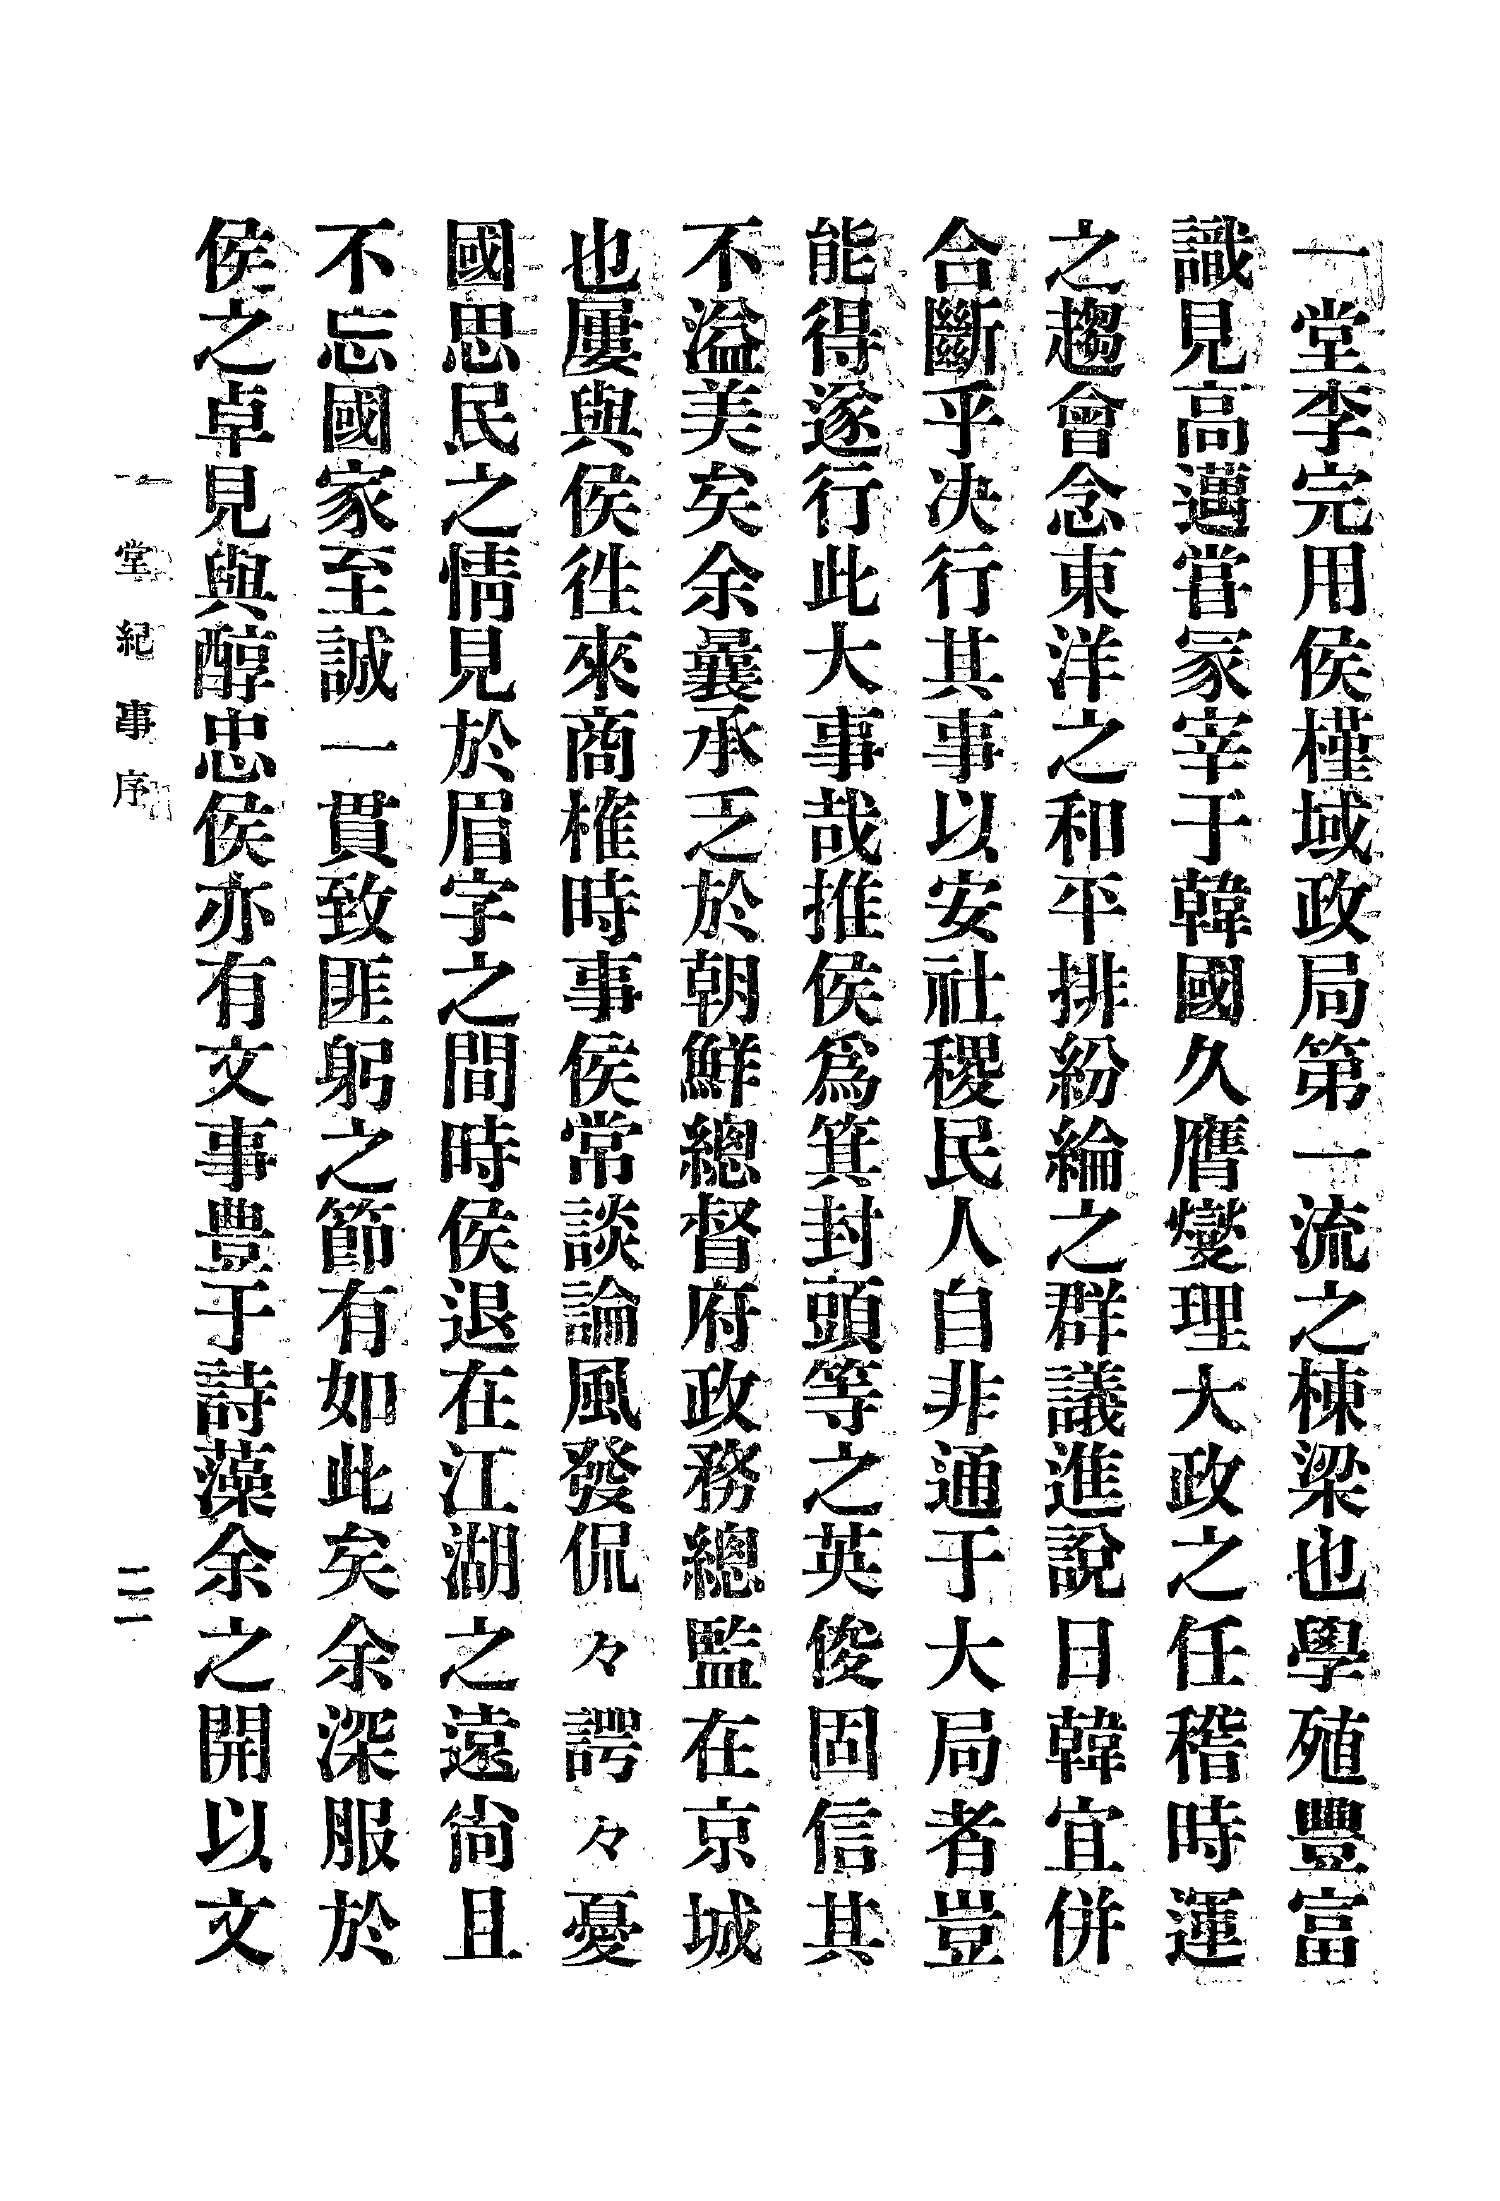 一堂李完用侯槿域政局第一流之棟梁也學殖豐富
識見高邁嘗冢宰于韓國久膺燮理大政之任稽時運
之趨會念東洋之和平排紛綸之群議進說日韓宜併
合斷乎決行其事以安社稷民人自非通于大局者豈
能得遂行此大事哉推侯爲箕封頭等之英俊固信其
不溢美矣余曩承乏於朝鮮總督府政務總監在京城
也屢與侯徃來商榷時事侯常談論風發侃々諤々憂
國思民之情見於眉字之間時侯退在江湖之遠尙且
不忘國家至誠一貫致匪躬之節有如此矣余深服於
侯之卓見與醇忠侯亦有文事豊于詩藻余之開以文
一堂紀事序
二一